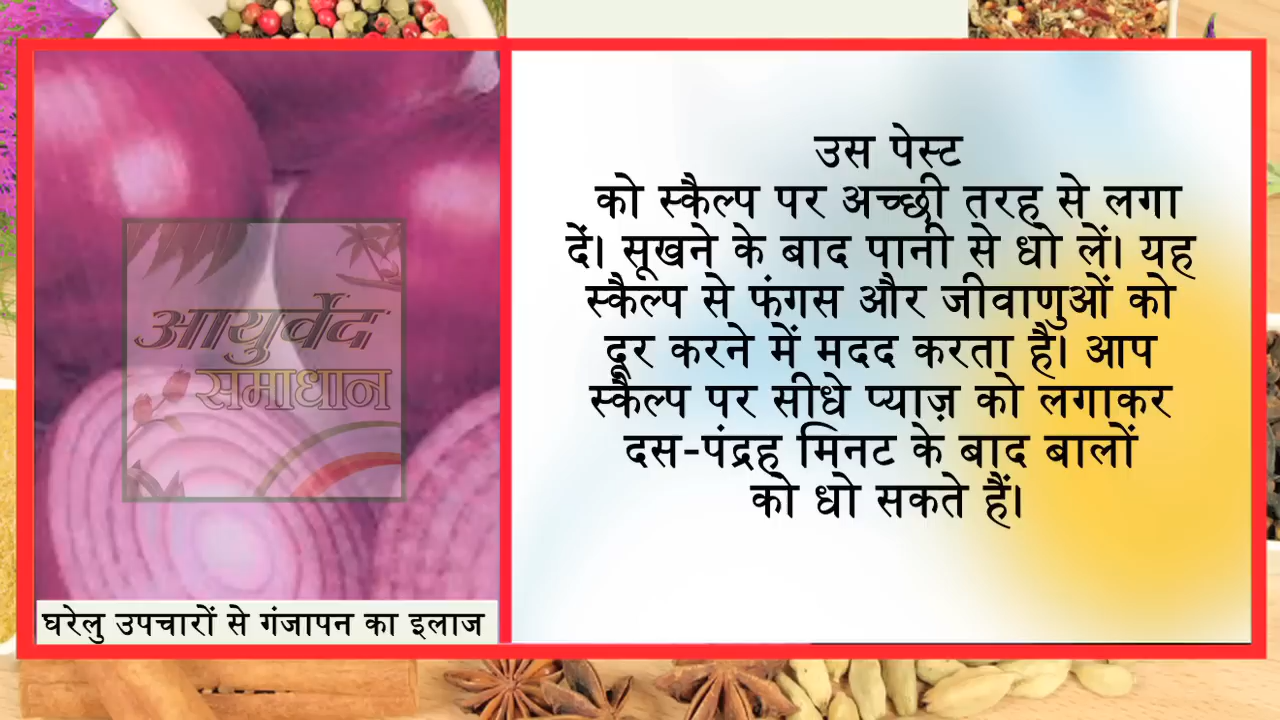 उस पेस्ट
को स्कैल्प पर अच्छी तरह से लगा
दें। सूखने के बाद पानी से धो लें। यह
स्कैल्प से फंगस और जीवाणुओं को
दूर करने में मदद करता है। आप
स्कैल्प पर सीधे प्याज़ को लगाकर
दस-पंद्रह मिनट के बाद बालों
को धो सकते हैं।
आयुर्वेद
समाधान
घरेलु उपचारों से गंजापन का इलाज